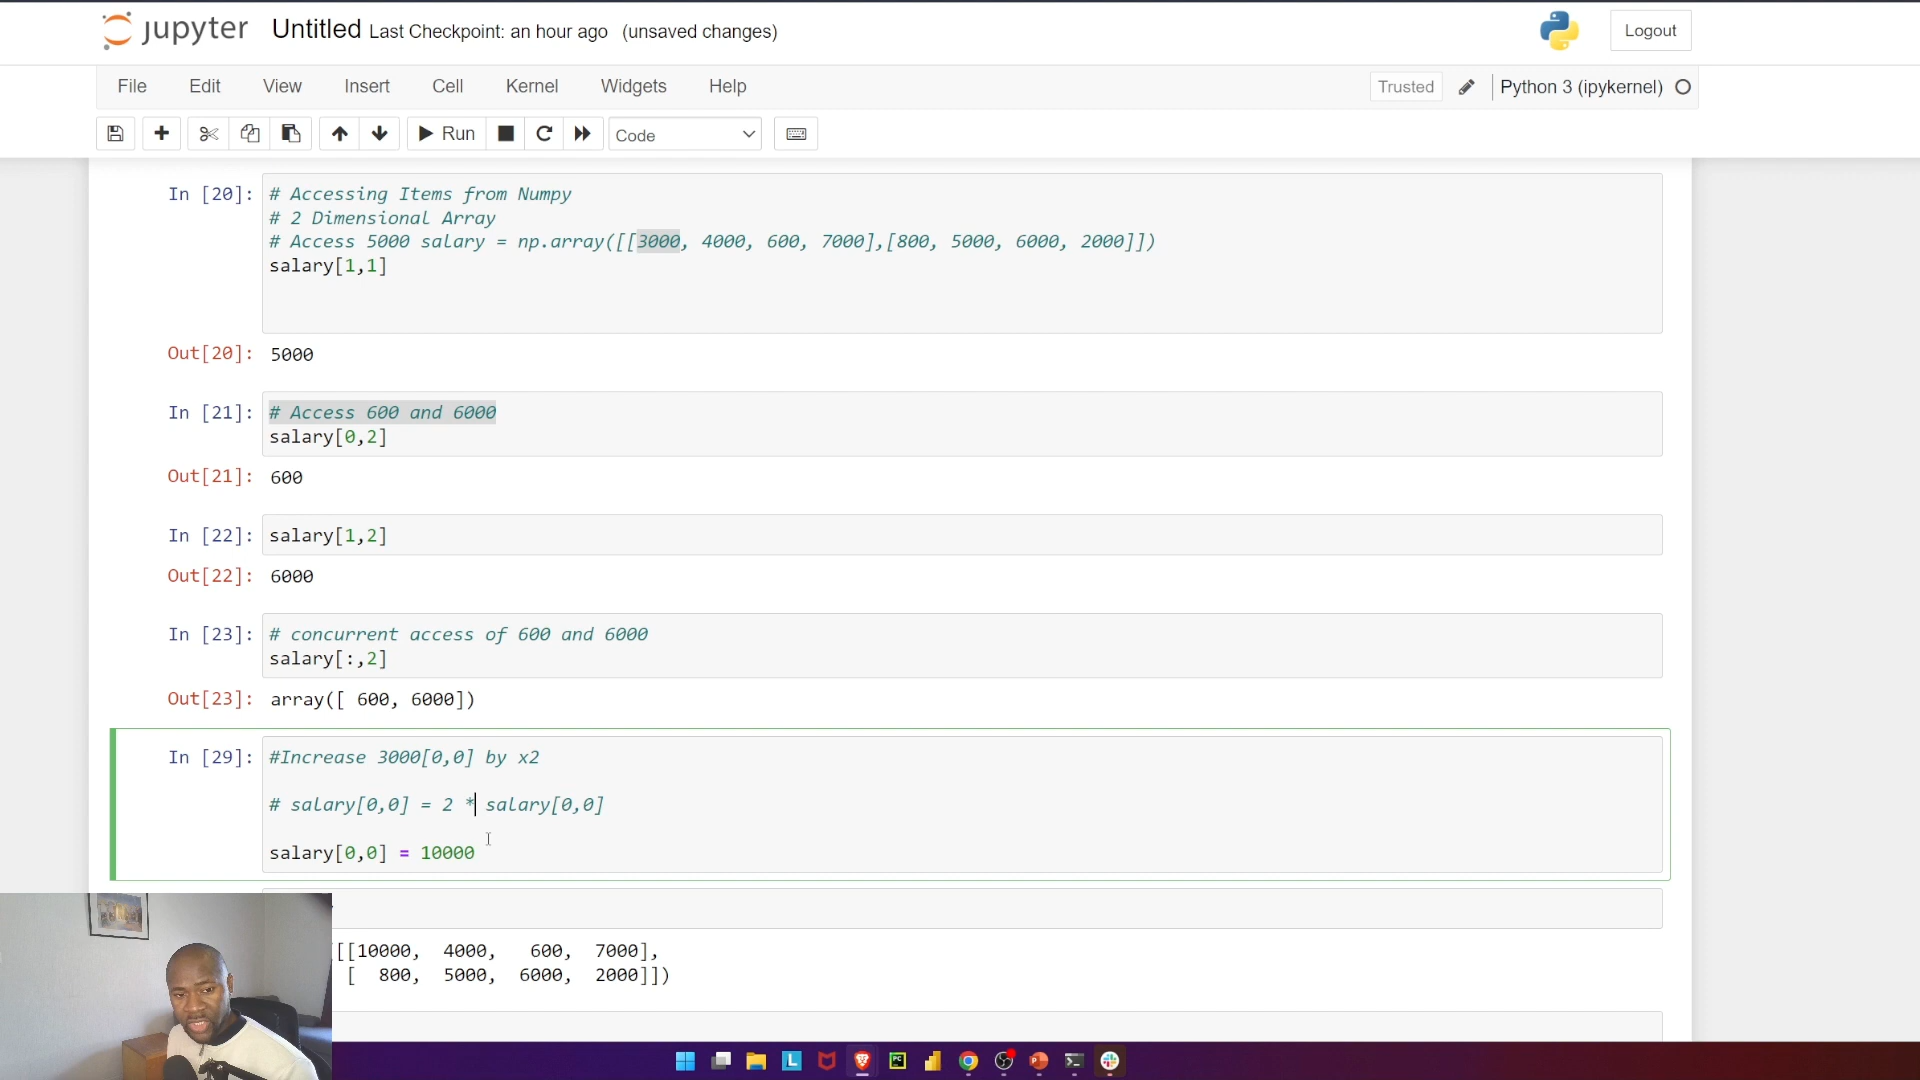 jupyter Untitled Last Checkpoint: an hour ago (unsaved changes)
Logout
File Edit View Insert Cell Kernel Widgets Help
Trusted Python 3 (ipykernel)
Run Code
In [20]: # Accessing Items from Numpy
# 2 Dimensional Array
# Access 5000 salary = np.array([[3000, 4000, 600, 7000],[800, 5000, 6000, 2000]])
salary[1,1]
Out[20]: 5000
In [21]: # Access 600 and 6000
salary[0,2]
Out[21]: 600
In [22]: salary[1,2]
Out[22]: 6000
In [23]: # concurrent access of 600 and 6000
salary[:,2]
Out[23]: array([ 600, 6000])
In [29]: #Increase 3000[0,0] by x2
# salary[0,0] = 2 * salary[0,0]
salary[0,0] = 10000
[[10000, 4000, 600, 7000],
[ 800, 5000, 6000, 2000]])